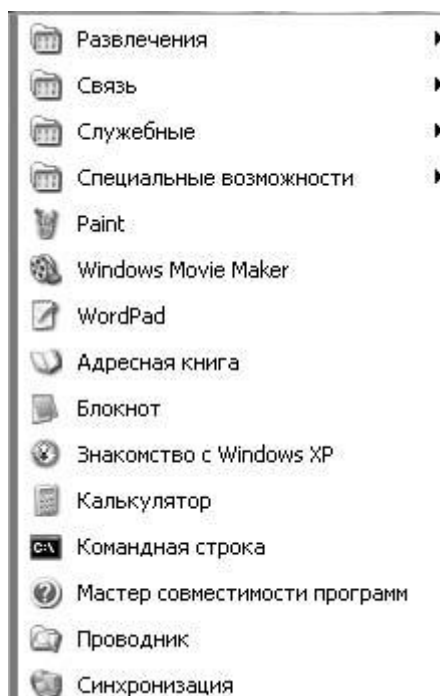 Развлечения
Связь
Служебные
Специальные возможности
Paint
Windows Movie Maker
WordPad
Адресная книга
Блокнот
Знакомство с Windows XP
Калькулятор
C:\
Командная строка
Мастер совместимости программ
Проводник
Синхронизация